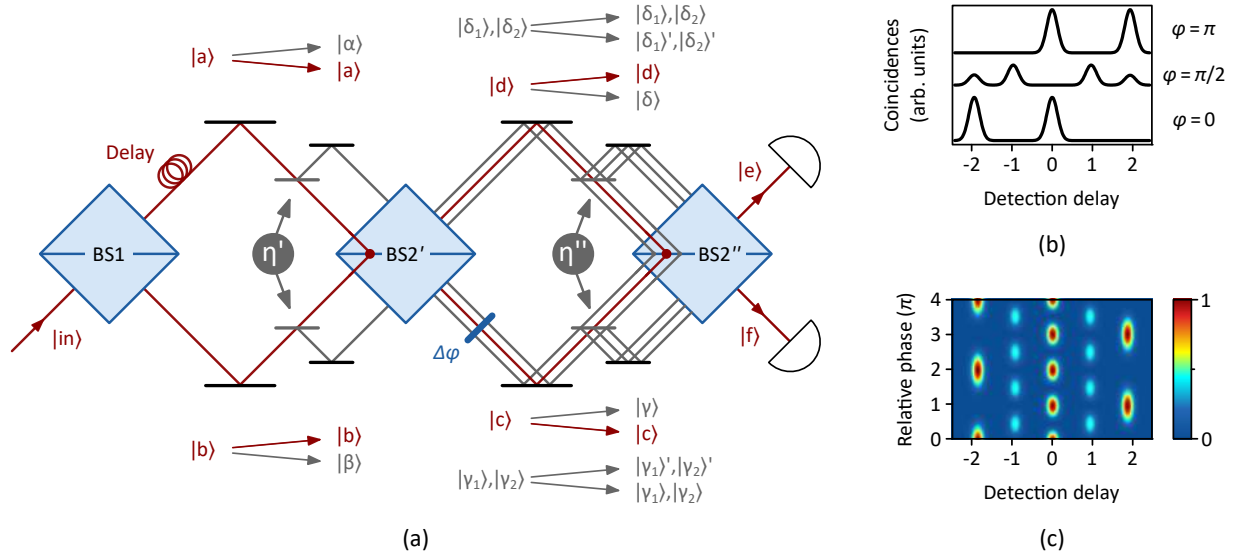 |a⟩
|α⟩
|a⟩
|δ₁⟩,|δ₂⟩
|δ₁⟩,|δ₂⟩
|δ₁⟩',|δ₂⟩'
|d⟩
|d⟩
|δ⟩
Delay
BS1
|in⟩
η'
BS2'
Δφ
η''
BS2''
|e⟩
|f⟩
|b⟩
|b⟩
|β⟩
|c⟩
|γ⟩
|c⟩
|γ₁⟩,|γ₂⟩
|γ₁⟩',|γ₂⟩'
|γ₁⟩,|γ₂⟩
(a)
Coincidences
(arb. units)
φ = π
φ = π/2
φ = 0
-2 -1 0 1 2
Detection delay
(b)
Relative phase (π)
4
3
2
1
0
-2 -1 0 1 2
Detection delay
1
0
(c)